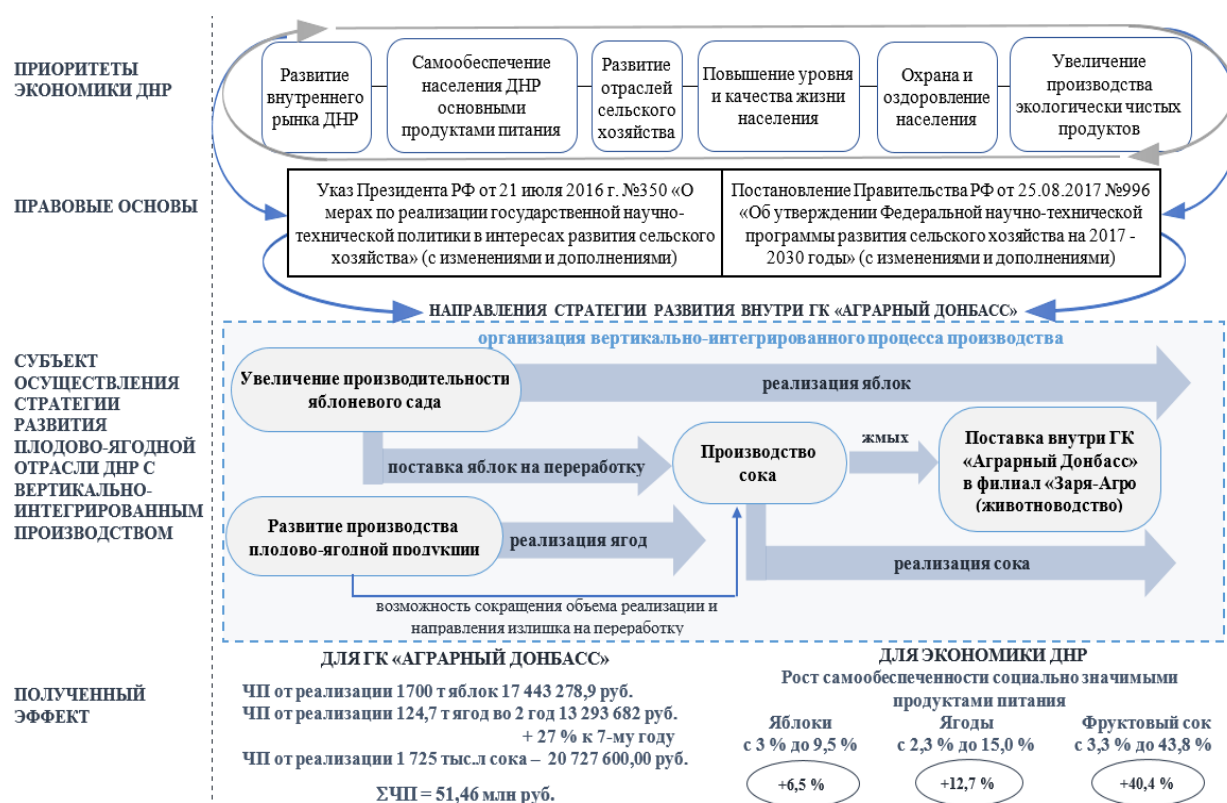 ПРИОРИТЕТЫ
ЭКОНОМИКИ ДНР
Развитие
внутреннего
рынка ДНР
Самообеспечение
населения ДНР
основными
продуктами питания
Развитие
отраслей
сельского
хозяйства
Повышение уровня
и качества жизни
населения
Охрана и
оздоровление
населения
Увеличение
производства
экологически чистых
продуктов
ПРАВОВЫЕ ОСНОВЫ
Указ Президента РФ от 21 июля 2016 г. №350 «О
мерах по реализации государственной научно-
технической политики в интересах развития сельского
хозяйства» (с изменениями и дополнениями)
Постановление Правительства РФ от 25.08.2017 №996
«Об утверждении Федеральной научно-технической
программы развития сельского хозяйства на 2017 -
2030 годы» (с изменениями и дополнениями)
НАПРАВЛЕНИЯ СТРАТЕГИИ РАЗВИТИЯ ВНУТРИ ГК «АГРАРНЫЙ ДОНБАСС»
СУБЪЕКТ
ОСУЩЕСТВЛЕНИЯ
СТРАТЕГИИ
РАЗВИТИЯ
ПЛОДОВО-ЯГОДНОЙ
ОТРАСЛИ ДНР С
ВЕРТИКАЛЬНО-
ИНТЕГРИРОВАННЫМ
ПРОИЗВОДСТВОМ
организация вертикально-интегрированного процесса производства
Увеличение производительности
яблоневого сада
реализация яблок
поставка яблок на переработку
Производство
сока
жмых
Поставка внутри ГК
«Аграрный Донбасс»
в филиал «Заря-Агро
(животноводство)
Развитие производства
плодово-ягодной продукции
реализация ягод
реализация сока
возможность сокращения объема реализации и
направления излишка на переработку
ПОЛУЧЕННЫЙ
ЭФФЕКТ
ДЛЯ ГК «АГРАРНЫЙ ДОНБАСС»
ЧП от реализации 1700 т яблок 17 443 278,9 руб.
ЧП от реализации 124,7 т ягод во 2 год 13 293 682 руб.
+ 27 % к 7-му году
ЧП от реализации 1 725 тыс.л сока – 20 727 600,00 руб.
ΣЧП = 51,46 млн руб.
ДЛЯ ЭКОНОМИКИ ДНР
Рост самообеспеченности социально значимыми
продуктами питания
Яблоки
с 3 % до 9,5 %
+6,5 %
Ягоды
с 2,3 % до 15,0 %
+12,7 %
Фруктовый сок
с 3,3 % до 43,8 %
+40,4 %